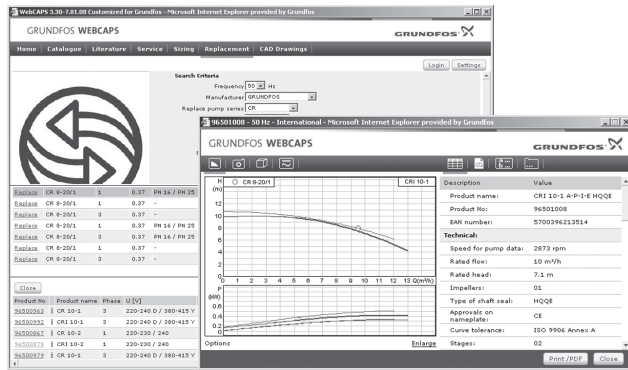 WebCAPS 3.30-7.81.08 Customized for Grundfos - Microsoft Internet Explorer provided by Grundfos
GRUNDFOS WEBCAPS
GRUNDFOS
Home Catalogue Literature Service Sizing Replacement CAD Drawings
Login Settings
Search Criteria
Frequency 50 Hz
Manufacturer GRUNDFOS
Replace pump series CR
Replace CR 8-20/1 1 0.37 PN 16 / PN 25
Replace CR 8-20/1 1 0.37 -
Replace CR 8-20/1 3 0.37 -
Replace CR 8-20/1 1 0.37 PN 16 / PN 25
Replace CR 8-20/1 3 0.37 PN 16 / PN 25
Replace CR 8-20/1 3 0.37 -
Close
Product No Product name Phase U [V]
96500963 CR 10-1 3 220-240 D / 380-415 Y
96500992 CRI 10-1 3 220-240 D / 380-415 Y
96500867 CR 10-2 1 220-230 / 240
96500879 CRI 10-2 1 220-230 / 240
96500979 CR 10-1 3 220-240 D / 380-415 Y
96501008 - 50 Hz - International - Microsoft Internet Explorer provided by Grundfos
GRUNDFOS WEBCAPS
GRUNDFOS
H
(m)
CR 8-20/1
CRI 10-1
12
10
8
6
4
2
0
0 1 2 3 4 5 6 7 8 9 10 11 12 13 Q(m³/h)
P
(kW)
0.6
0.4
0.2
0
Options
Enlarge
Description Value
Product name: CRI 10-1 A-P-I-E HQQE
Product No: 96501008
EAN number: 5700396213514
Technical:
Speed for pump data: 2873 rpm
Rated flow: 10 m³/h
Rated head: 7.1 m
Impellers: 01
Type of shaft seal: HQQE
Approvals on nameplate: CE
Curve tolerance: ISO 9906 Annex A
Stages: 02
Print/PDF Close